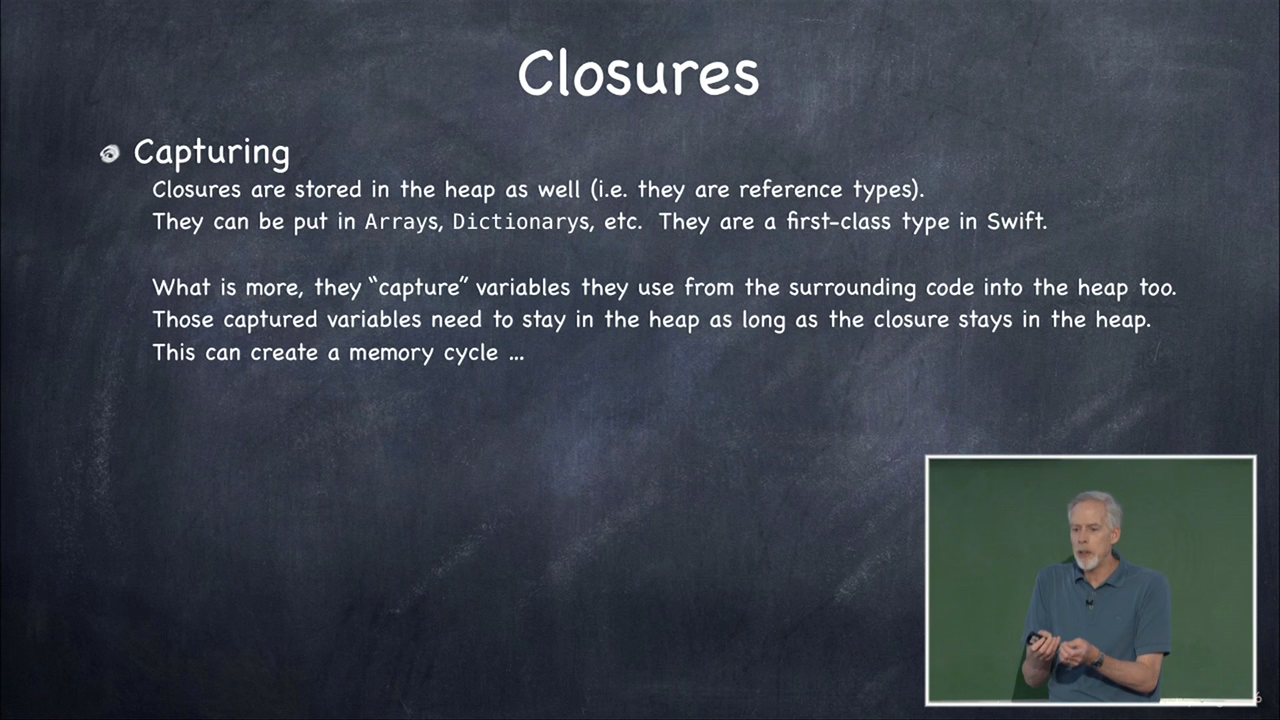 Closures
Capturing
Closures are stored in the heap as well (i.e. they are reference types).
They can be put in Arrays, Dictionarys, etc. They are a first-class type in Swift.
What is more, they “capture” variables they use from the surrounding code into the heap too.
Those captured variables need to stay in the heap as long as the closure stays in the heap.
This can create a memory cycle ...
6